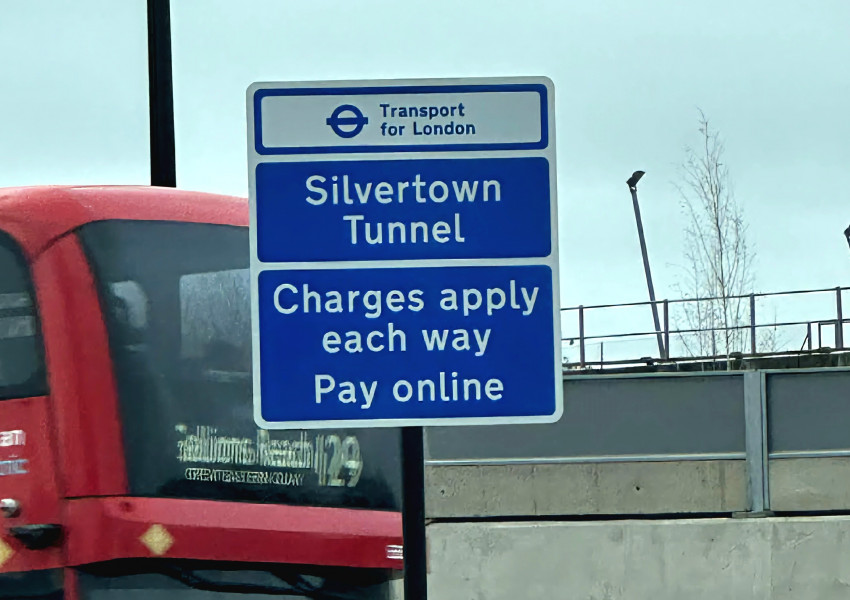 Transport
for London
Silvertown
Tunnel
Charges apply
each way
Pay online
129